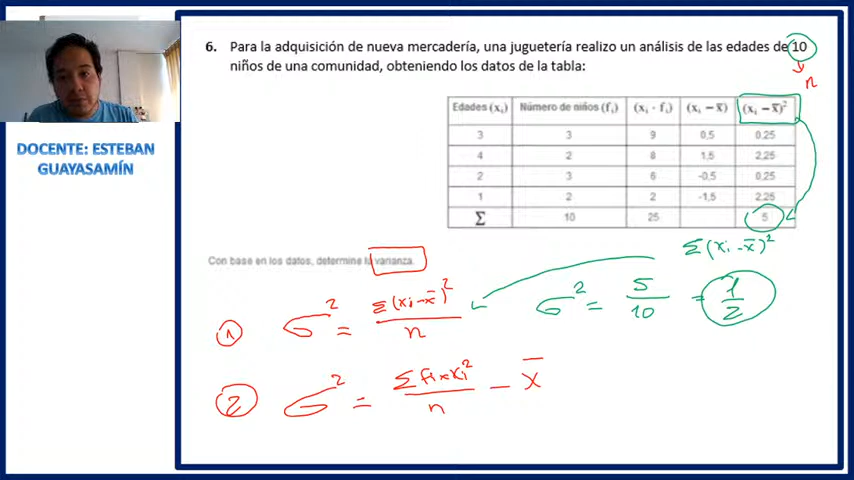 6. Para la adquisición de nueva mercadería, una juguetería realizo un análisis de las edades de 10
niños de una comunidad, obteniendo los datos de la tabla:
n
Edades (xᵢ) Número de niños (fᵢ) (xᵢ · fᵢ) (xᵢ − x̅) (xᵢ − x̅)²
3 3 9 0,5 0,25
4 2 8 1,5 2,25
2 3 6 -0,5 0,25
1 2 2 -1,5 2,25
Σ 10 25 5
DOCENTE: ESTEBAN
GUAYASAMÍN
Con base en los datos, determine la varianza.
Σ(xᵢ − x̅)²
① σ² = Σ(xᵢ − x̅)² / n
σ² = 5/10 = 1/2
② σ² = Σfᵢ×xᵢ² / n − x̅